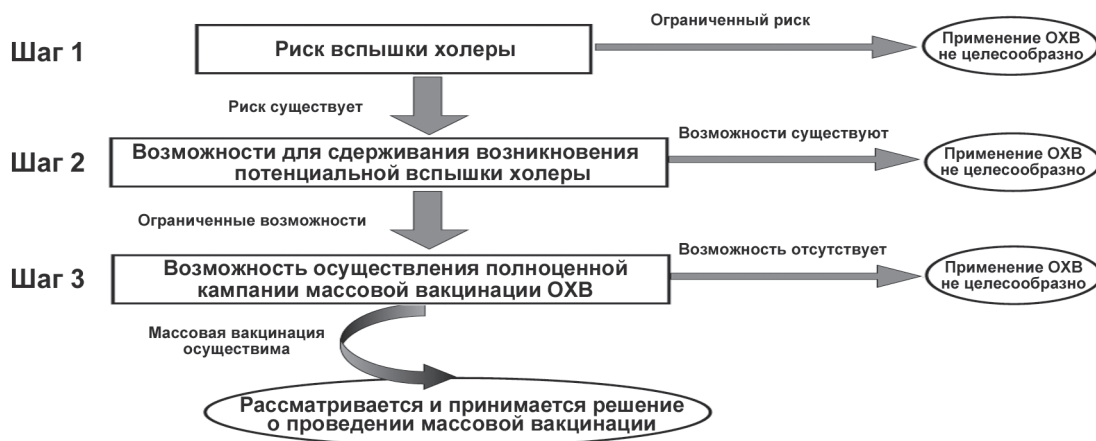 Шаг 1
Риск вспышки холеры
Ограниченный риск
Применение ОХВ
не целесообразно
Риск существует
Шаг 2
Возможности для сдерживания возникновения
потенциальной вспышки холеры
Возможности существуют
Применение ОХВ
не целесообразно
Ограниченные возможности
Шаг 3
Возможность осуществления полноценной
кампании массовой вакцинации ОХВ
Возможность отсутствует
Применение ОХВ
не целесообразно
Массовая вакцинация
осуществима
Рассматривается и принимается решение
о проведении массовой вакцинации